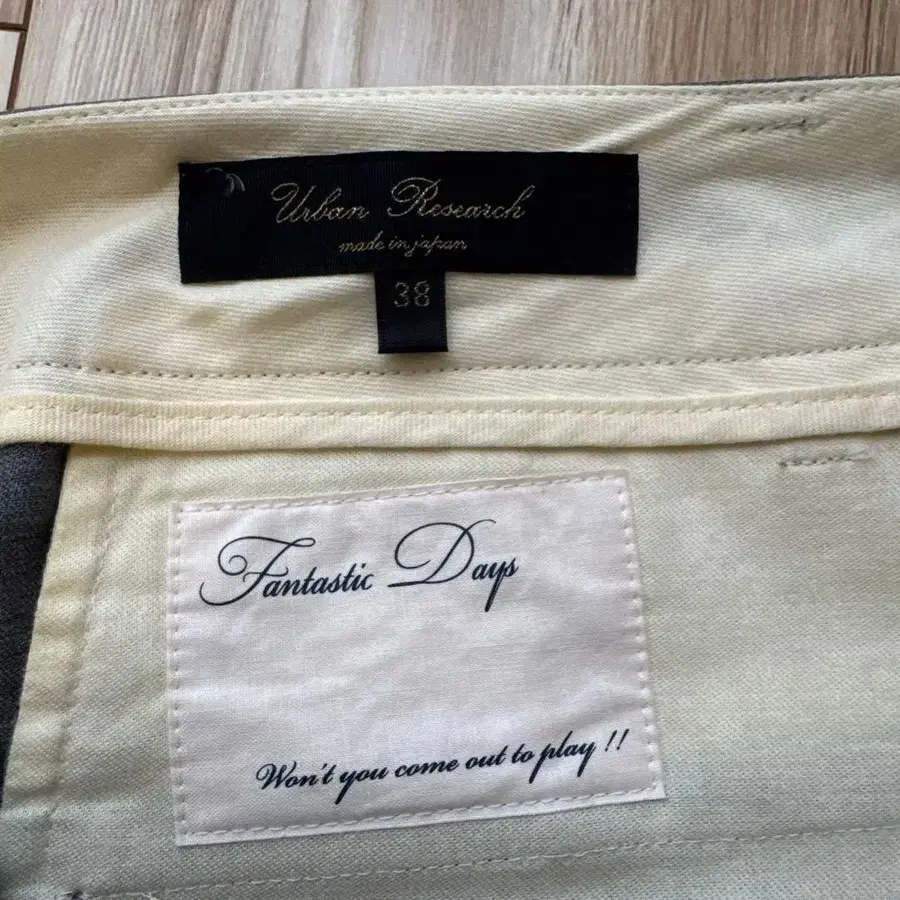 Urban Research
made in japan
38
Fantastic Days
Won't you come out to play !!